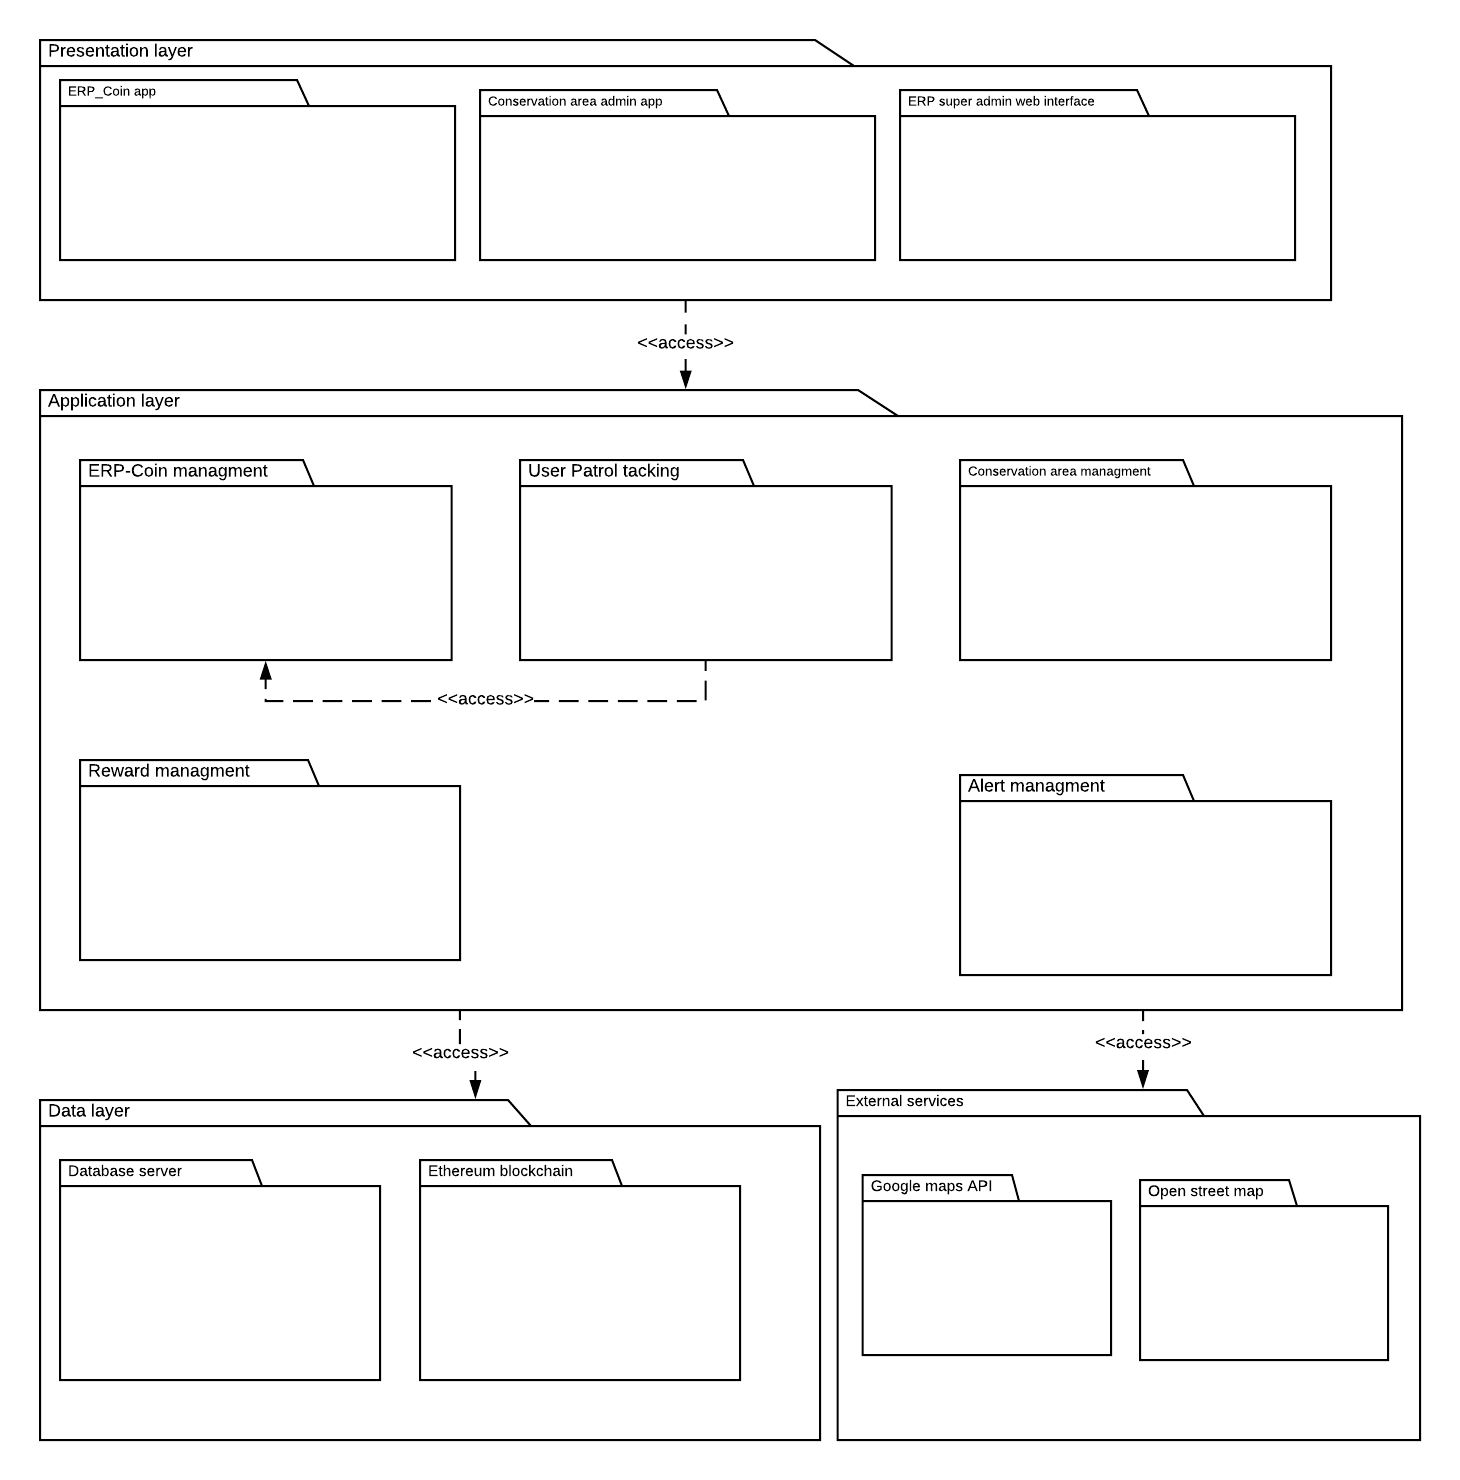 Presentation layer
ERP_Coin app
Conservation area admin app
ERP super admin web interface
<<access>>
Application layer
ERP-Coin managment
User Patrol tacking
Conservation area managment
<<access>>
Reward managment
Alert managment
<<access>>
<<access>>
Data layer
External services
Database server
Ethereum blockchain
Google maps API
Open street map